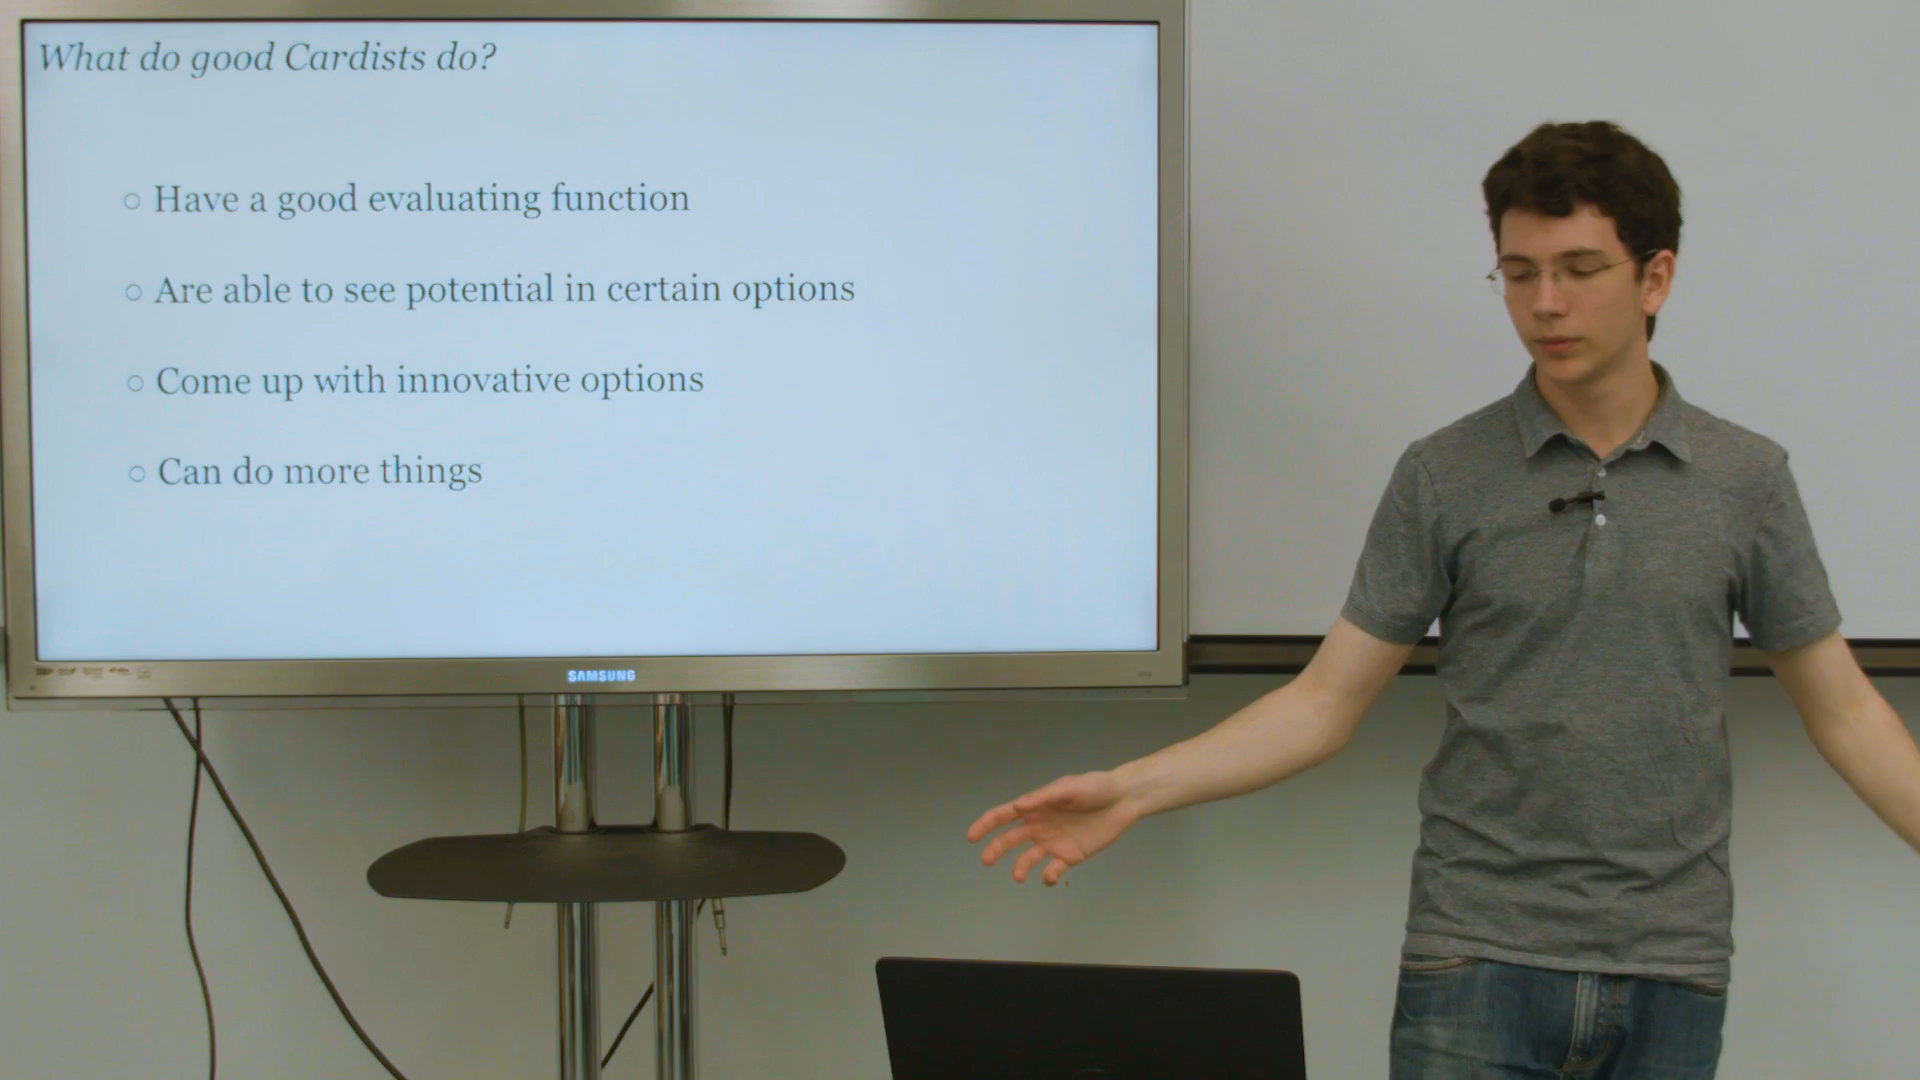 What do good Cardists do?
○ Have a good evaluating function
○ Are able to see potential in certain options
○ Come up with innovative options
○ Can do more things
SAMSUNG